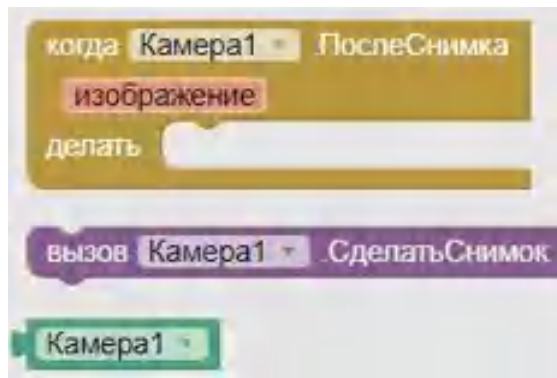 когда Камера1 .ПослеСнимка
изображение
делать
вызов Камера1 .СделатьСнимок
Камера1